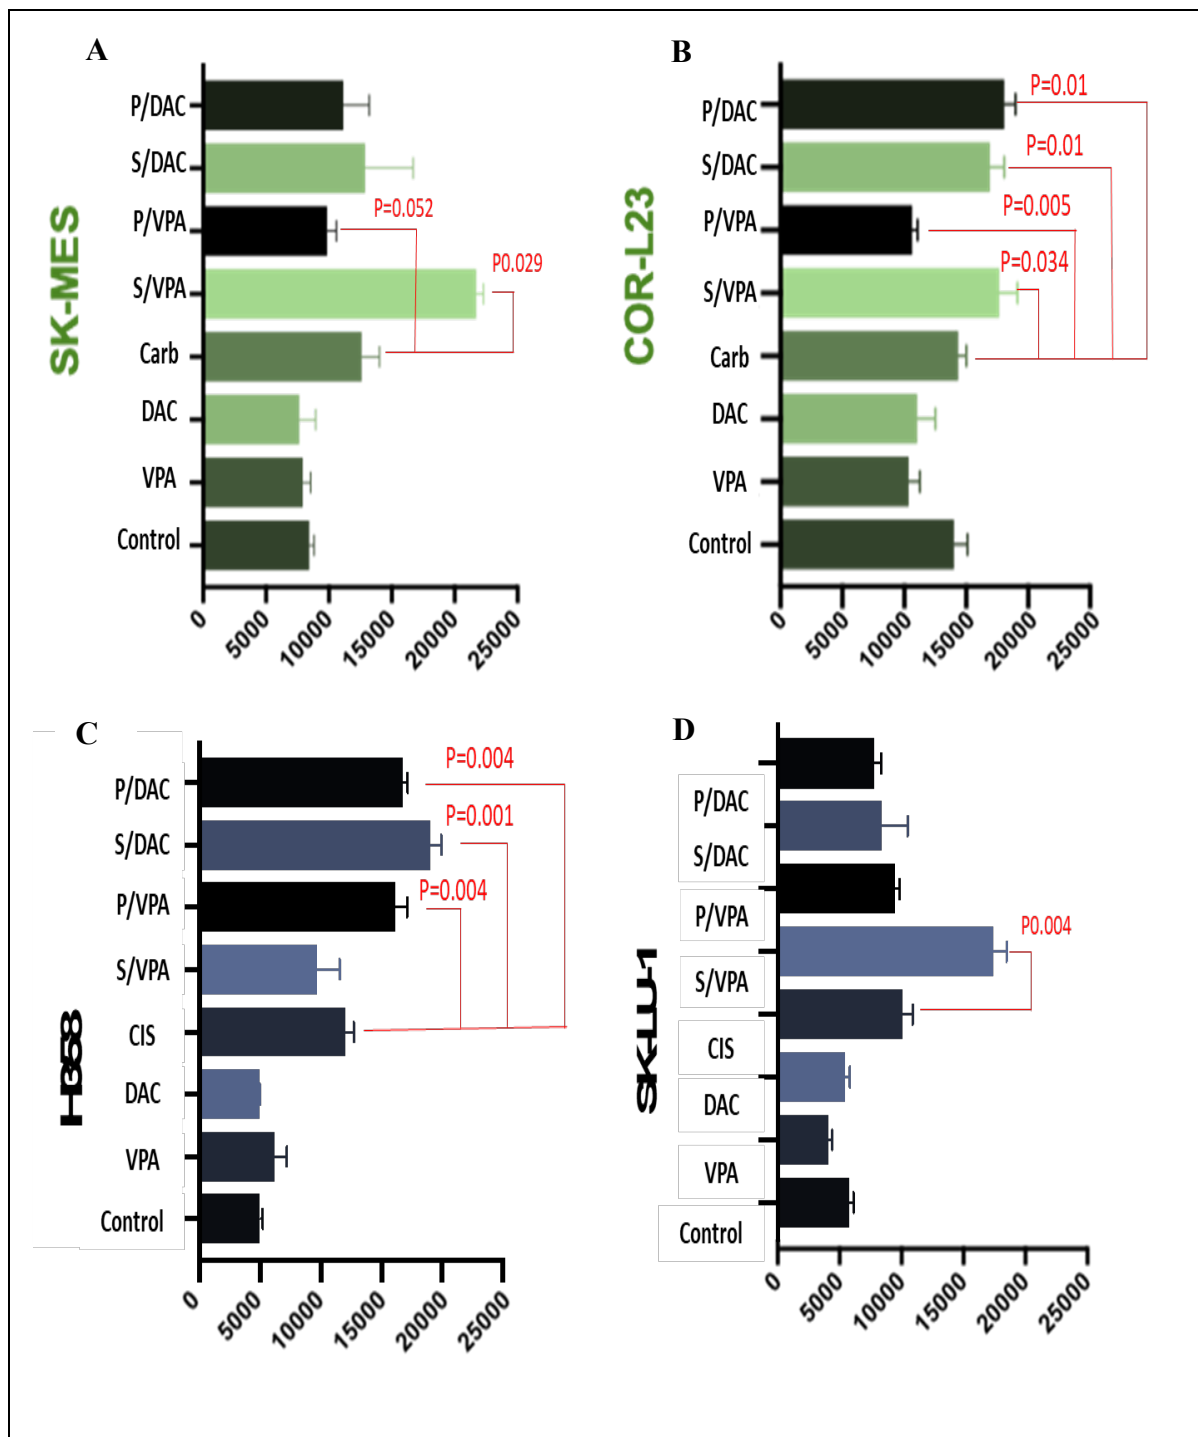 A
SK-MES
P/DAC
S/DAC
P/VPA
S/VPA
Carb
DAC
VPA
Control
P=0.052
P0.029
0
5000
10000
15000
20000
25000
B
COR-L23
P/DAC
S/DAC
P/VPA
S/VPA
Carb
DAC
VPA
Control
P=0.01
P=0.01
P=0.005
P=0.034
0
5000
10000
15000
20000
25000
C
H358
P/DAC
S/DAC
P/VPA
S/VPA
CIS
DAC
VPA
Control
P=0.004
P=0.001
P=0.004
0
5000
10000
15000
20000
25000
D
SK-LU-1
P/DAC
S/DAC
P/VPA
S/VPA
CIS
DAC
VPA
Control
P0.004
0
5000
10000
15000
20000
25000